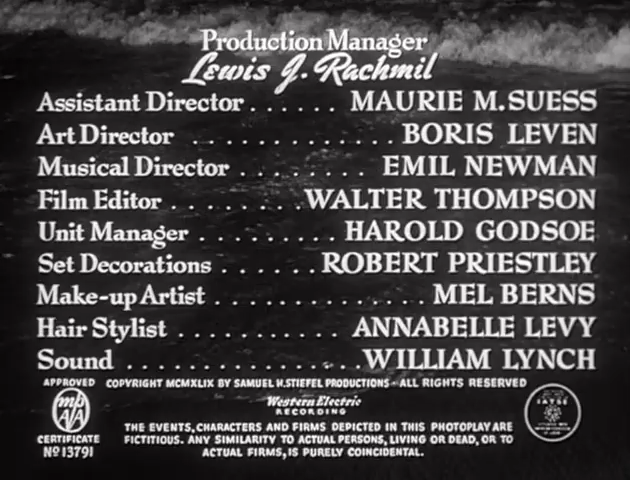 Production Manager
Lewis J. Rachmil
Assistant Director . . . . . . MAURIE M. SUESS
Art Director . . . . . . . . . . . . . BORIS LEVEN
Musical Director . . . . . . . . . EMIL NEWMAN
Film Editor . . . . . . . . . WALTER THOMPSON
Unit Manager . . . . . . . . . HAROLD GODSOE
Set Decorations . . . . . . ROBERT PRIESTLEY
Make-up Artist . . . . . . . . . . . . . . MEL BERNS
Hair Stylist . . . . . . . . . . . ANNABELLE LEVY
Sound . . . . . . . . . . . . . . . WILLIAM LYNCH
APPROVED COPYRIGHT MCMXLIX BY SAMUEL H. STIEFEL PRODUCTIONS - ALL RIGHTS RESERVED
Western Electric
RECORDING
CERTIFICATE
No 13791
THE EVENTS, CHARACTERS AND FIRMS DEPICTED IN THIS PHOTOPLAY ARE
FICTITIOUS. ANY SIMILARITY TO ACTUAL PERSONS, LIVING OR DEAD, OR TO
ACTUAL FIRMS, IS PURELY COINCIDENTAL.
IATSE